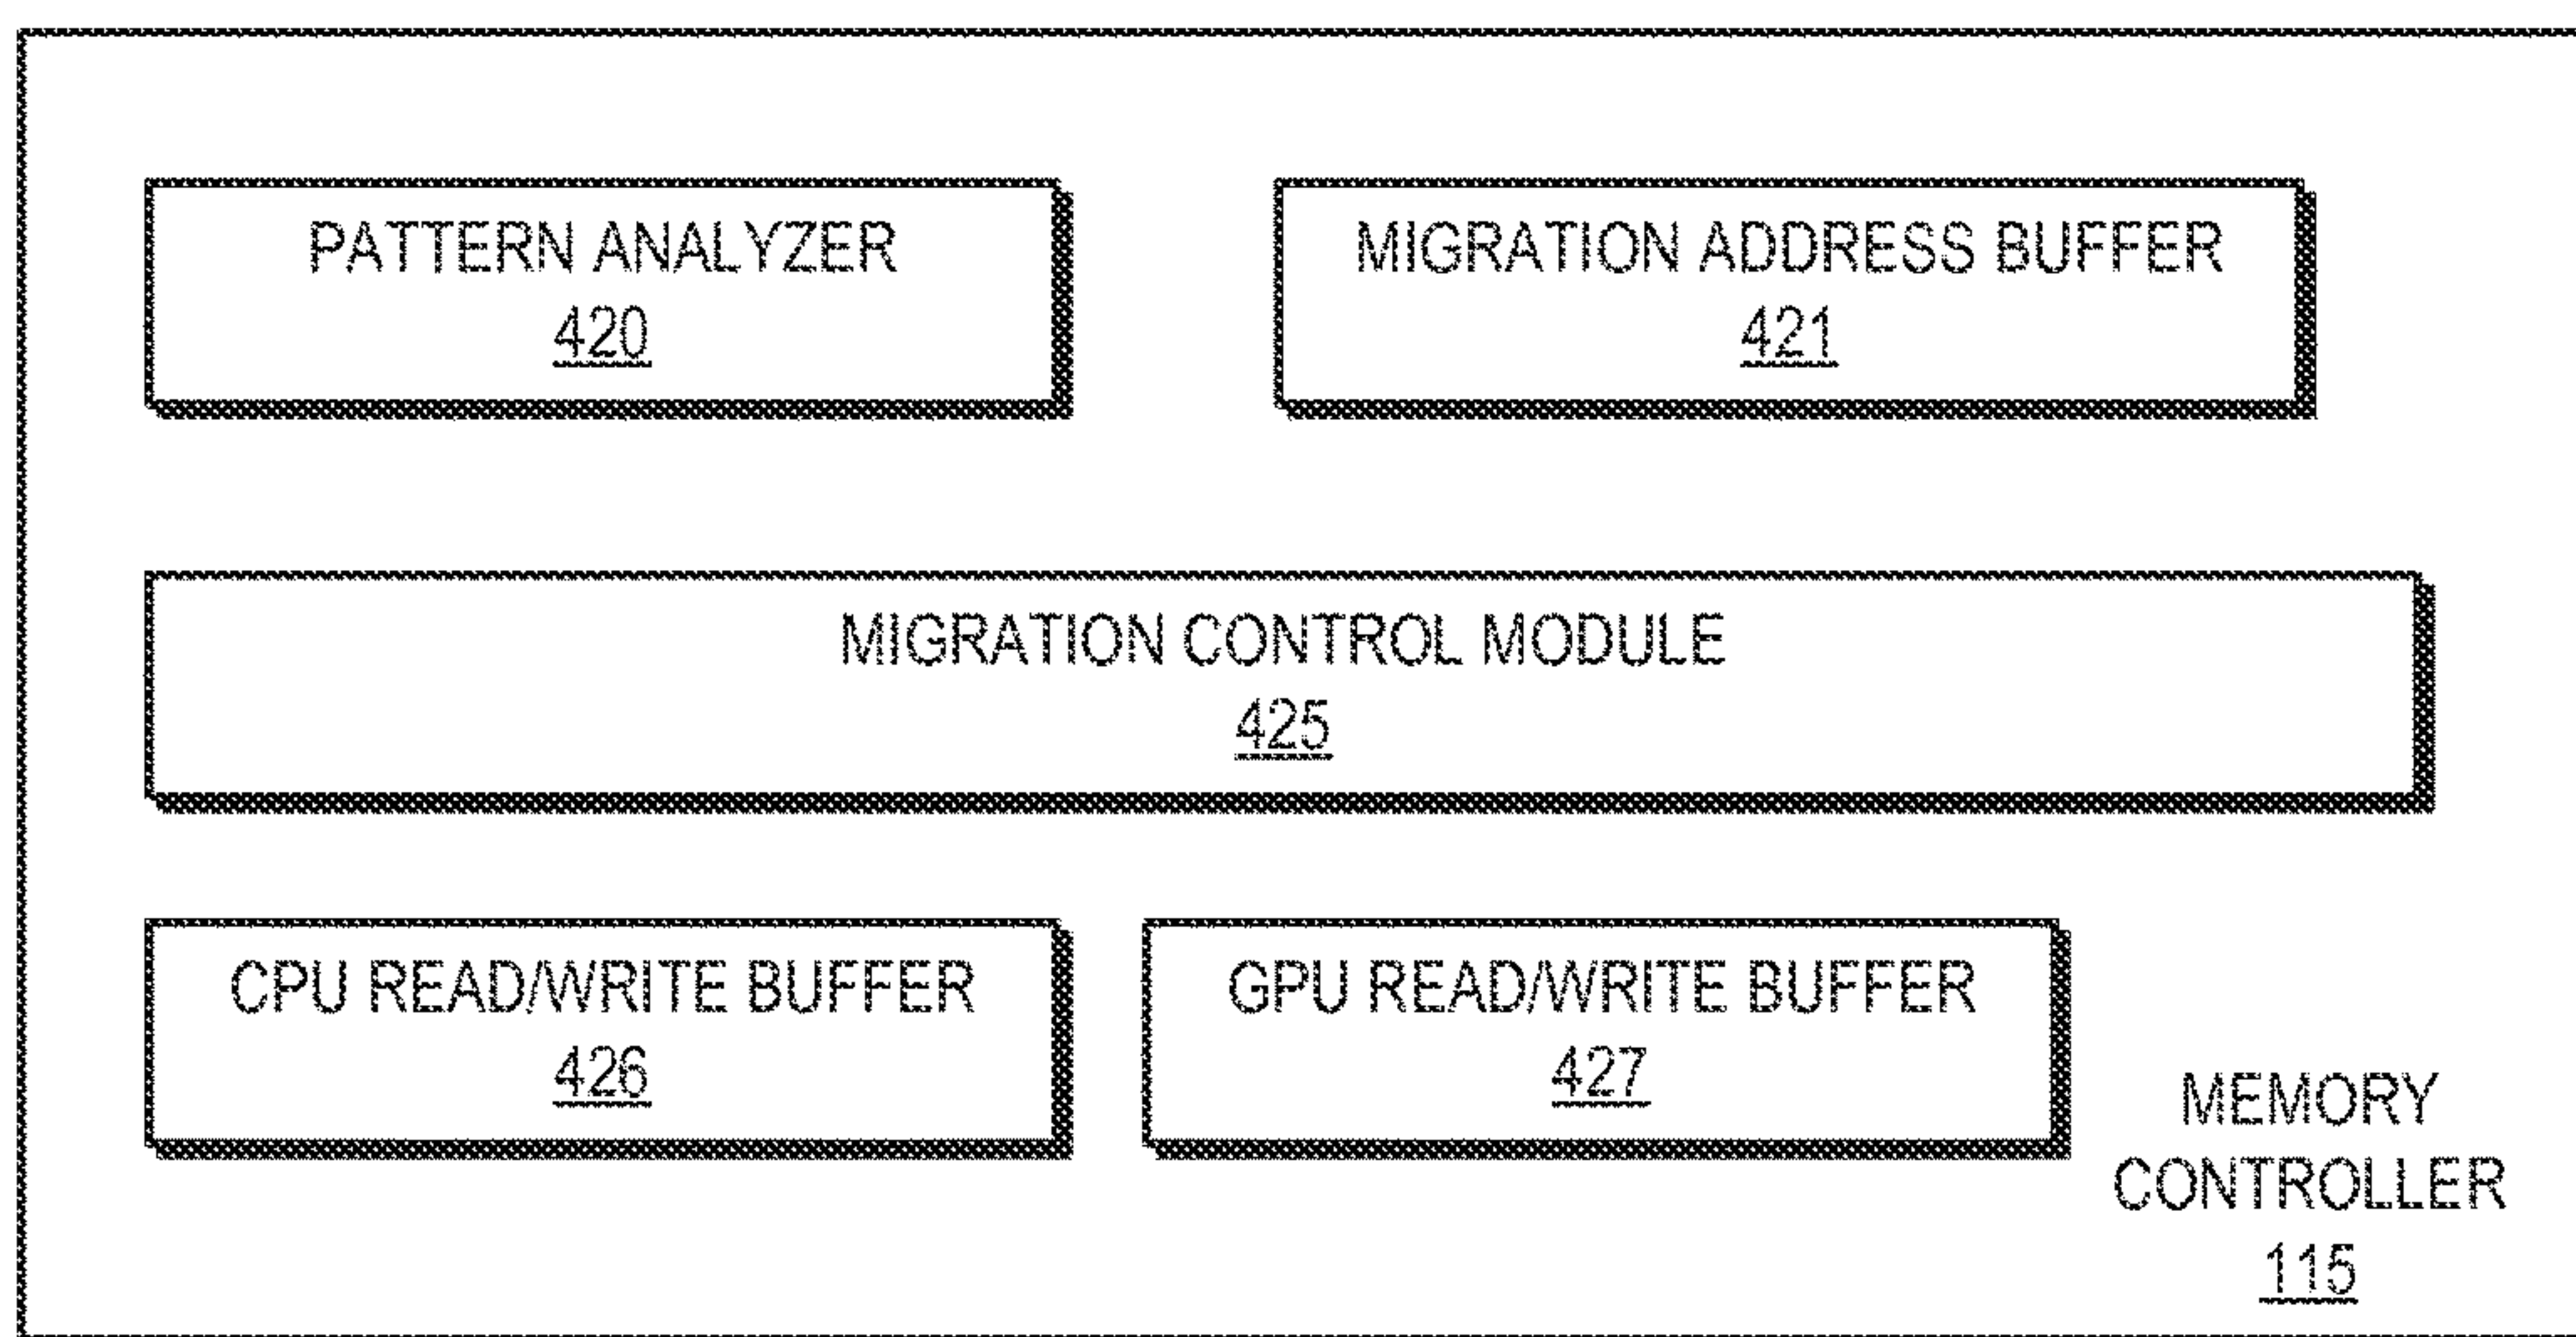 PATTERN ANALYZER
420
MIGRATION ADDRESS BUFFER
421
MIGRATION CONTROL MODULE
425
CPU READ/WRITE BUFFER
426
GPU READ/WRITE BUFFER
427
MEMORY
CONTROLLER
115